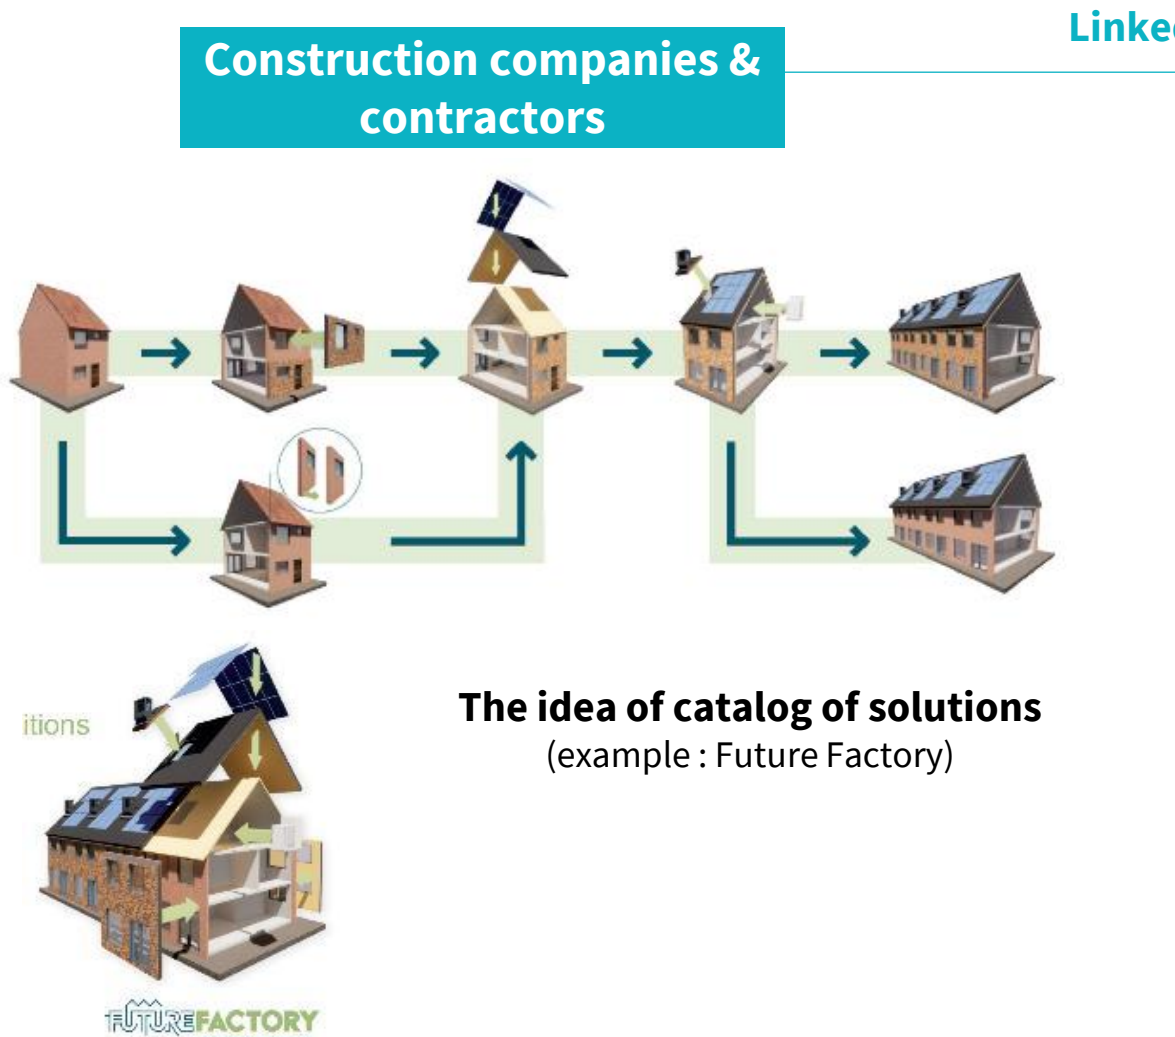 Linked
Construction companies &
contractors
itions
The idea of catalog of solutions
(example : Future Factory)
FUTUREFACTORY